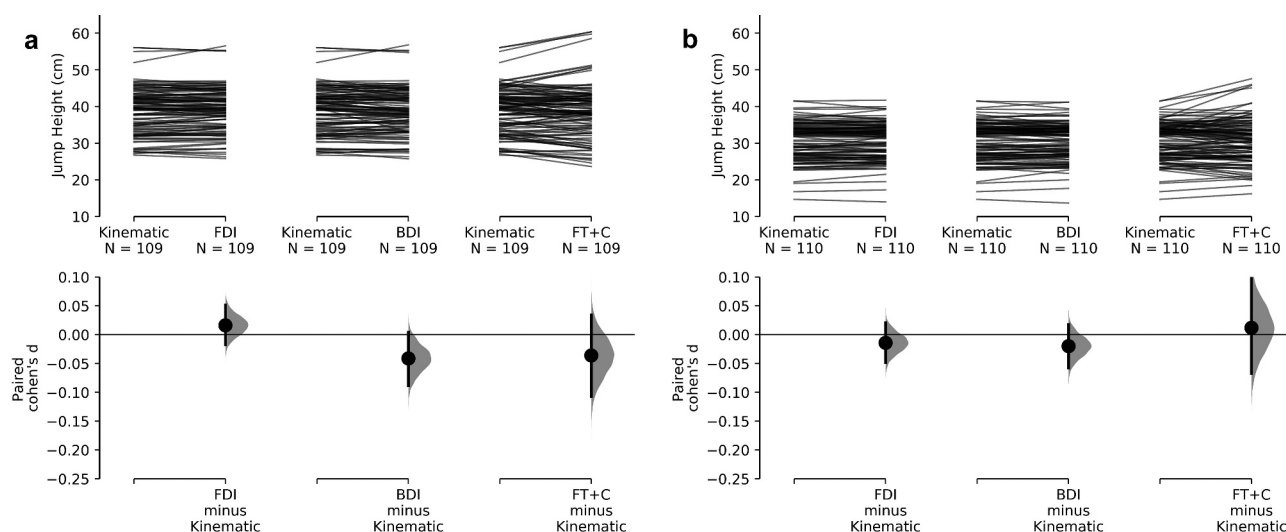 a
Jump Height (cm)
60
50
40
30
20
10
Kinematic FDI Kinematic BDI Kinematic FT+C
N = 109 N = 109 N = 109 N = 109 N = 109 N = 109
Paired
cohen's d
0.10
0.05
0.00
−0.05
−0.10
−0.15
−0.20
−0.25
FDI
minus
Kinematic
BDI
minus
Kinematic
FT+C
minus
Kinematic
b
Jump Height (cm)
60
50
40
30
20
10
Kinematic FDI Kinematic BDI Kinematic FT+C
N = 110 N = 110 N = 110 N = 110 N = 110 N = 110
Paired
cohen's d
0.10
0.05
0.00
−0.05
−0.10
−0.15
−0.20
−0.25
FDI
minus
Kinematic
BDI
minus
Kinematic
FT+C
minus
Kinematic